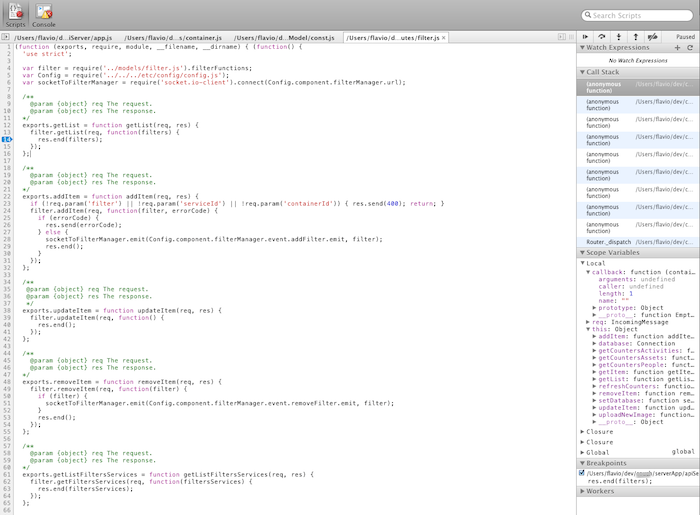 Scripts
Console
Search Scripts
/Users/flavio/d...iServer/app.js
/Users/flavio/d...s/container.js
/Users/flavio/d...Model/const.js
/Users/flavio/d...utes/filter.js
Paused
1 (function (exports, require, module, __filename, __dirname) { (function() {
2 'use strict';
3
4 var filter = require('../models/filter.js').filterFunctions;
5 var Config = require('../../../etc/config/config.js');
6 var socketToFilterManager = require('socket.io-client').connect(Config.component.filterManager.url);
7
8 /**
9 @param {object} req The request.
10 @param {object} res The response.
11 */
12 exports.getList = function getList(req, res) {
13 filter.getList(req, function(filters) {
14 res.end(filters);
15 });
16 };
17
18 /**
19 @param {object} req The request.
20 @param {object} res The response.
21 */
22 exports.addItem = function addItem(req, res) {
23 if (!req.param('filter') || !req.param('serviceId') || !req.param('containerId')) { res.send(400); return; }
24 filter.addItem(req, function(filter, errorCode) {
25 if (errorCode) {
26 res.send(errorCode);
27 } else {
28 socketToFilterManager.emit(Config.component.filterManager.event.addFilter.emit, filter);
29 res.end();
30 }
31 });
32 };
33
34 /**
35 @param {object} req The request.
36 @param {object} res The response.
37 */
38 exports.updateItem = function updateItem(req, res) {
39 filter.updateItem(req, function() {
40 res.end();
41 });
42 };
43
44 /**
45 @param {object} req The request.
46 @param {object} res The response.
47 */
48 exports.removeItem = function removeItem(req, res) {
49 filter.removeItem(req, function(filter) {
50 if (filter) {
51 socketToFilterManager.emit(Config.component.filterManager.event.removeFilter.emit, filter);
52 }
53 res.end();
54 });
55 };
56
57 /**
58 @param {object} req The request.
59 @param {object} res The response.
60 */
61 exports.getListFiltersServices = function getListFiltersServices(req, res) {
62 filter.getFiltersServices(req, function(filtersServices) {
63 res.end(filtersServices);
64 });
65 };
66
Watch Expressions
No Watch Expressions
Call Stack
(anonymous function) /Users/flavio/dev/c...
(anonymous function) /Users/flavio/dev/c...
(anonymous function) /Users/flavio/dev/c...
(anonymous function) /Users/flavio/dev/c...
(anonymous function) /Users/flavio/dev/c...
(anonymous function) /Users/flavio/dev/c...
(anonymous function) /Users/flavio/dev/c...
(anonymous function) /Users/flavio/dev/c...
(anonymous function) /Users/flavio/dev/c...
Router._dispatch /Users/flavio/dev/c...
Scope Variables
Local
callback: function (contai...
arguments: undefined
caller: undefined
length: 1
name: ""
prototype: Object
__proto__: function Empt...
req: IncomingMessage
this: Object
addItem: function addIte...
database: Connection
getCountersActivities: f...
getCountersAssets: funct...
getCountersPeople: funct...
getItem: function getIte...
getList: function getLis...
refreshCounters: functio...
removeItem: function rem...
setDatabase: function se...
updateItem: function upd...
uploadNewImage: function...
__proto__: Object
Closure
Closure
Global global
Breakpoints
/Users/flavio/dev/
/serverApp/apiSe
res.end(filters);
Workers